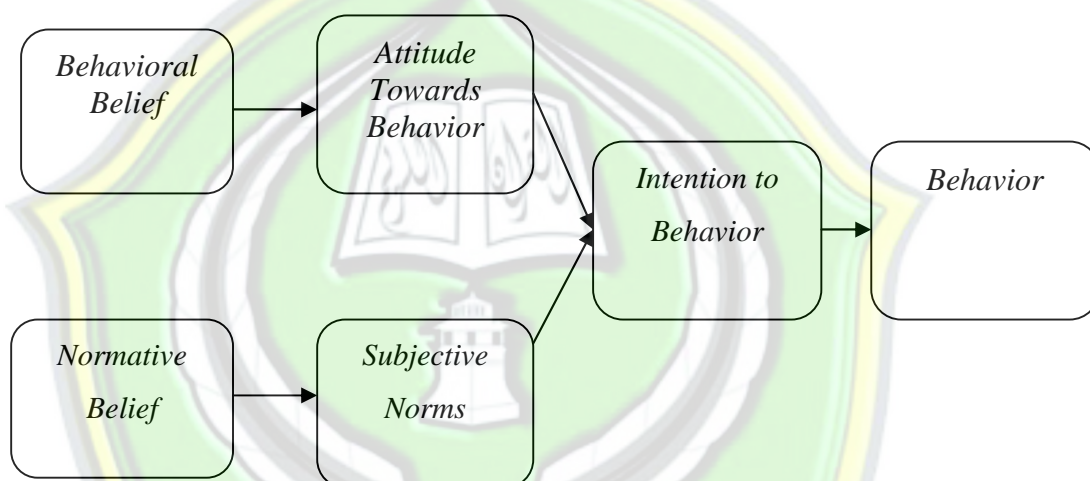 Behavioral
Belief
Attitude
Towards
Behavior
Intention to
Behavior
Behavior
Normative
Belief
Subjective
Norms